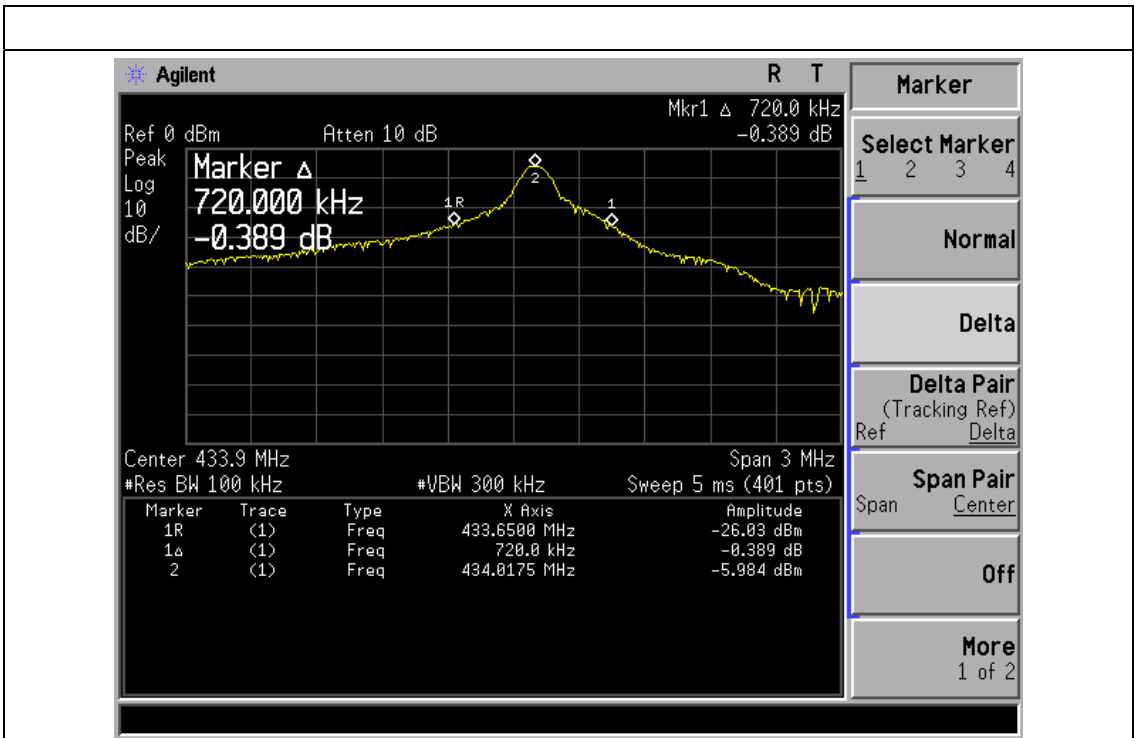 Agilent R T
Mkr1 Δ 720.0 kHz
Ref 0 dBm Atten 10 dB -0.389 dB
Peak
Log
10
dB/
Marker Δ
720.000 kHz
-0.389 dB
1R
2
1
Center 433.9 MHz Span 3 MHz
#Res BW 100 kHz #VBW 300 kHz Sweep 5 ms (401 pts)
Marker Trace Type X Axis Amplitude
1R (1) Freq 433.6500 MHz -26.03 dBm
1Δ (1) Freq 720.0 kHz -0.389 dB
2 (1) Freq 434.0175 MHz -5.984 dBm
Marker
Select Marker
1 2 3 4
Normal
Delta
Delta Pair
(Tracking Ref)
Ref Delta
Span Pair
Span Center
Off
More
1 of 2